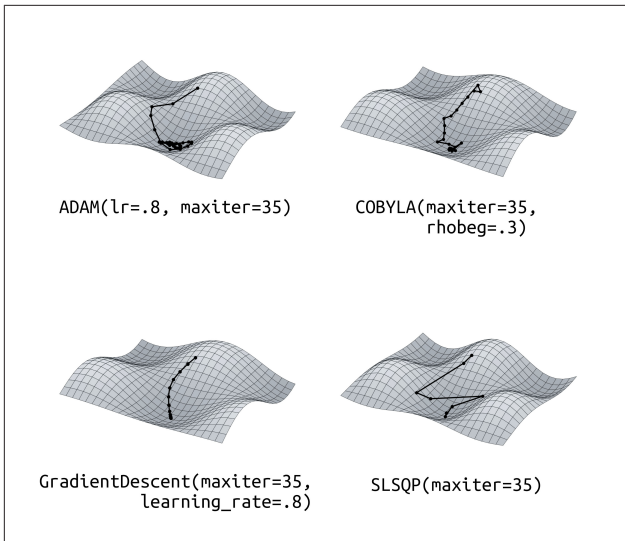 ADAM(lr=.8, maxiter=35)
COBYLA(maxiter=35,
rhobeg=.3)
GradientDescent(maxiter=35,
learning_rate=.8)
SLSQP(maxiter=35)